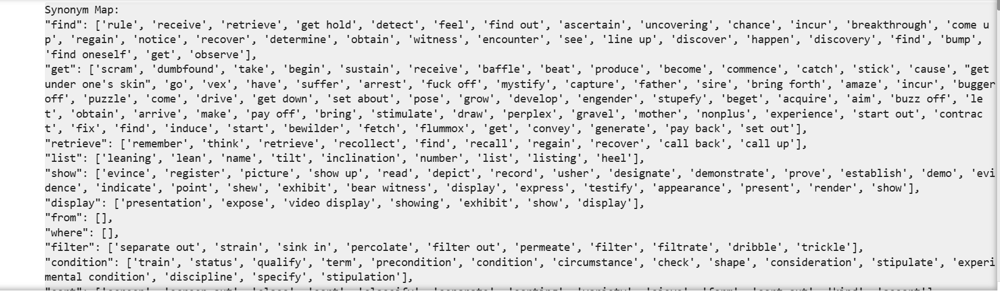 Synonym Map:
"find": ['rule', 'receive', 'retrieve', 'get hold', 'detect', 'feel', 'find out', 'ascertain', 'uncovering', 'chance', 'incur', 'breakthrough', 'come u
p', 'regain', 'notice', 'recover', 'determine', 'obtain', 'witness', 'encounter', 'see', 'line up', 'discover', 'happen', 'discovery', 'find', 'bump',
'find oneself', 'get', 'observe'],
"get": ['scram', 'dumbfound', 'take', 'begin', 'sustain', 'receive', 'baffle', 'beat', 'produce', 'become', 'commence', 'catch', 'stick', 'cause', "get
under one's skin", 'go', 'vex', 'have', 'suffer', 'arrest', 'fuck off', 'mystify', 'capture', 'father', 'sire', 'bring forth', 'amaze', 'incur', 'bugger
off', 'puzzle', 'come', 'drive', 'get down', 'set about', 'pose', 'grow', 'develop', 'engender', 'stupefy', 'beget', 'acquire', 'aim', 'buzz off', 'le
t', 'obtain', 'arrive', 'make', 'pay off', 'bring', 'stimulate', 'draw', 'perplex', 'gravel', 'mother', 'nonplus', 'experience', 'start out', 'contrac
t', 'fix', 'find', 'induce', 'start', 'bewilder', 'fetch', 'flummox', 'get', 'convey', 'generate', 'pay back', 'set out'],
"retrieve": ['remember', 'think', 'retrieve', 'recollect', 'find', 'recall', 'regain', 'recover', 'call back', 'call up'],
"list": ['leaning', 'lean', 'name', 'tilt', 'inclination', 'number', 'list', 'listing', 'heel'],
"show": ['evince', 'register', 'picture', 'show up', 'read', 'depict', 'record', 'usher', 'designate', 'demonstrate', 'prove', 'establish', 'demo', 'evi
dence', 'indicate', 'point', 'shew', 'exhibit', 'bear witness', 'display', 'express', 'testify', 'appearance', 'present', 'render', 'show'],
"display": ['presentation', 'expose', 'video display', 'showing', 'exhibit', 'show', 'display'],
"from": [],
"where": [],
"filter": ['separate out', 'strain', 'sink in', 'percolate', 'filter out', 'permeate', 'filter', 'filtrate', 'dribble', 'trickle'],
"condition": ['train', 'status', 'qualify', 'term', 'precondition', 'condition', 'circumstance', 'check', 'shape', 'consideration', 'stipulate', 'experi
mental condition', 'discipline', 'specify', 'stipulation'],